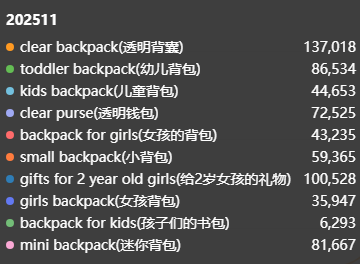 202511
clear backpack(透明背囊) 137,018
toddler backpack(幼儿背包) 86,534
kids backpack(儿童背包) 44,653
clear purse(透明钱包) 72,525
backpack for girls(女孩的背包) 43,235
small backpack(小背包) 59,365
gifts for 2 year old girls(给2岁女孩的礼物) 100,528
girls backpack(女孩背包) 35,947
backpack for kids(孩子们的书包) 6,293
mini backpack(迷你背包) 81,667